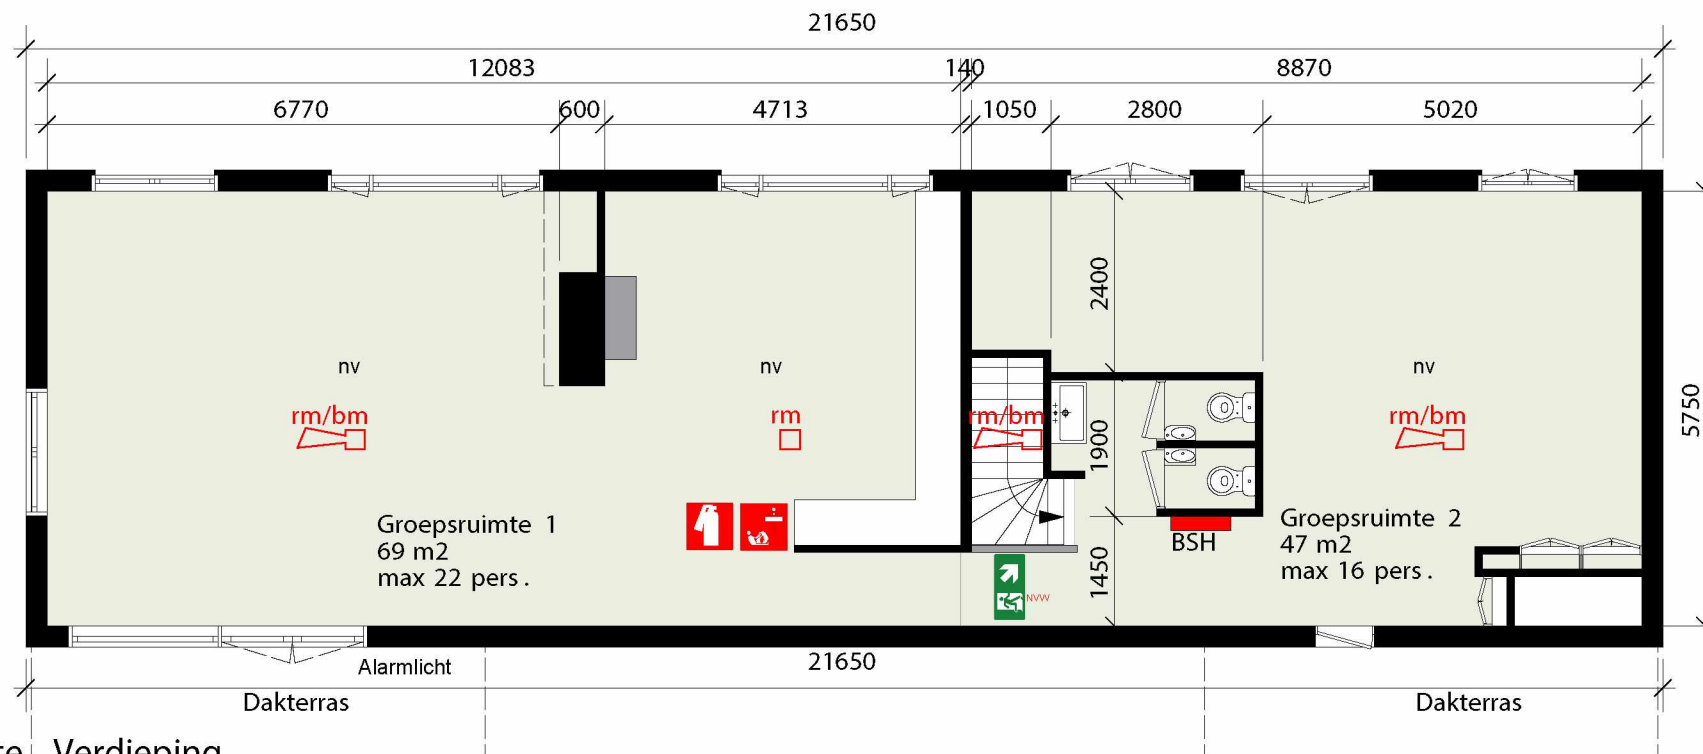 21650
12083 140 8870
6770 600 4713 1050 2800 5020
2400
nv nv nv
5750
rm/bm rm rm/bm rm/bm
1900
Groepsruimte 1
69 m2
max 22 pers.
Groepsruimte 2
47 m2
max 16 pers.
BSH
1450
NVW
Alarmlicht
21650
Dakterras Dakterras
Verdieping